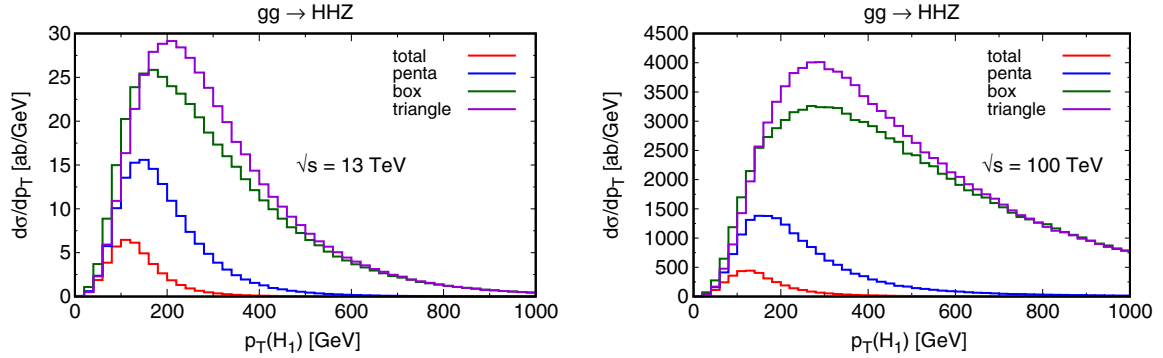 gg → HHZ
dσ/dp_T [ab/GeV]
30
25
20
15
10
5
0
total
penta
box
triangle
√s = 13 TeV
0 200 400 600 800 1000
p_T(H_1) [GeV]
gg → HHZ
dσ/dp_T [ab/GeV]
4500
4000
3500
3000
2500
2000
1500
1000
500
0
total
penta
box
triangle
√s = 100 TeV
0 200 400 600 800 1000
p_T(H_1) [GeV]